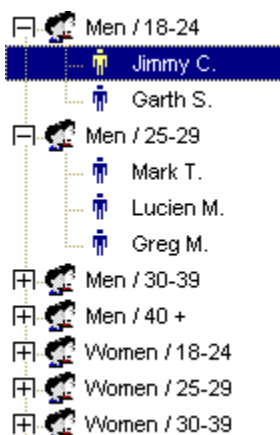 Men / 18-24
Jimmy C.
Garth S.
Men / 25-29
Mark T.
Lucien M.
Greg M.
Men / 30-39
Men / 40 +
Women / 18-24
Women / 25-29
Women / 30-39